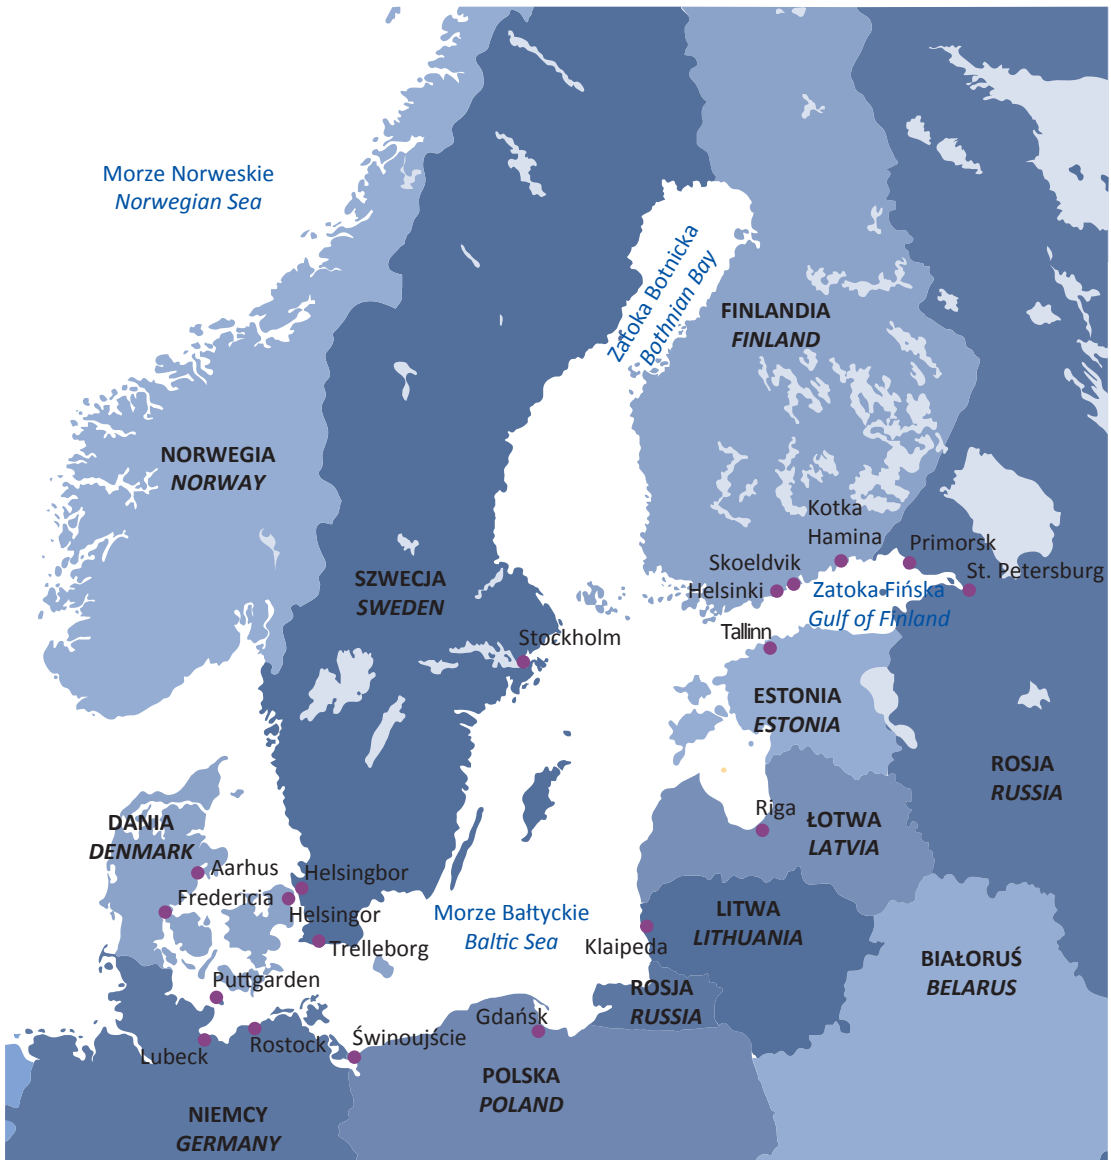 Morze Norweskie
Norwegian Sea
Zatoka Botnicka
Bothnian Bay
FINLANDIA
FINLAND
NORWEGIA
NORWAY
Kotka
Hamina
Primorsk
Skoeldvik
St. Petersburg
Helsinki
Zatoka Fińska
Gulf of Finland
SZWECJA
SWEDEN
Stockholm
Tallinn
ESTONIA
ESTONIA
ROSJA
RUSSIA
Riga
ŁOTWA
LATVIA
DANIA
DENMARK
Aarhus
Helsingbor
Fredericia
Helsingor
Trelleborg
Morze Bałtyckie
Baltic Sea
LITWA
LITHUANIA
Klaipeda
BIAŁORUŚ
BELARUS
Puttgarden
ROSJA
RUSSIA
Gdańsk
Lubeck
Rostock
Świnoujście
POLSKA
POLAND
NIEMCY
GERMANY